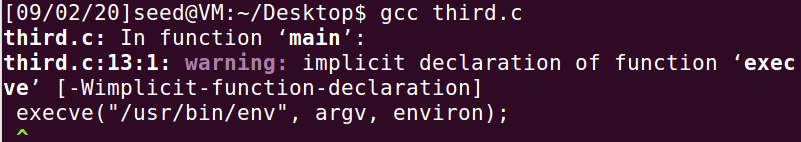 [09/02/20]seed@VM:~/Desktop$ gcc third.c
third.c: In function ‘main’:
third.c:13:1: warning: implicit declaration of function ‘exec
ve’ [-Wimplicit-function-declaration]
 execve("/usr/bin/env", argv, environ);
 ^